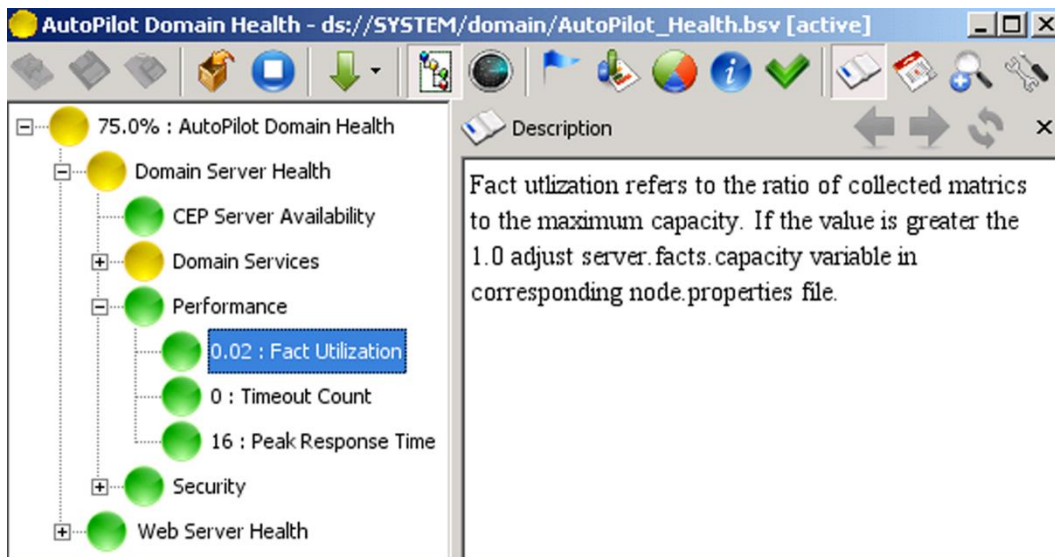 AutoPilot Domain Health - ds://SYSTEM/domain/AutoPilot_Health.bsv [active]
75.0% : AutoPilot Domain Health
Domain Server Health
CEP Server Availability
Domain Services
Performance
0.02 : Fact Utilization
0 : Timeout Count
16 : Peak Response Time
Security
Web Server Health
Description
Fact utlization refers to the ratio of collected matrics
to the maximum capacity. If the value is greater the
1.0 adjust server.facts.capacity variable in
corresponding node.properties file.